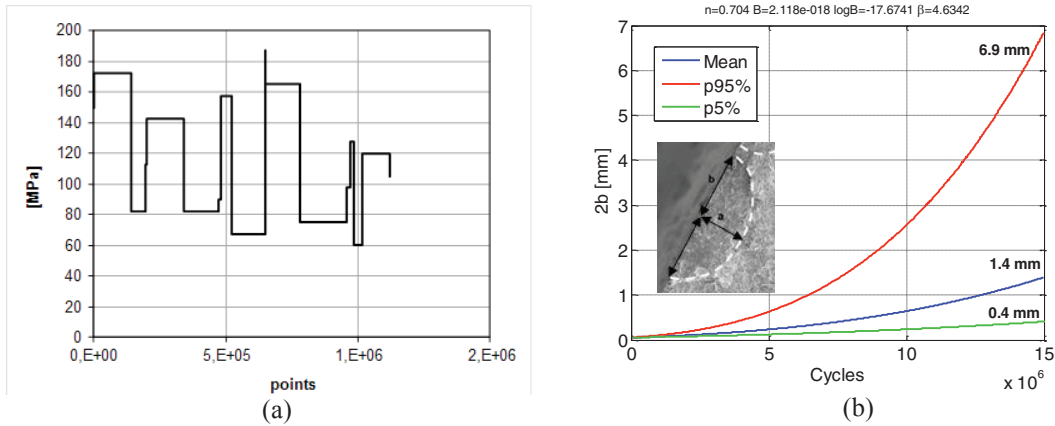 200
180
160
140
120
100
80
60
40
20
0
[MPa]
0,E+00
5,E+05
1,E+06
2,E+06
points
(a)
n=0.704 B=2.118e-018 logB=-17.6741 β=4.6342
7
6
5
4
3
2
1
0
2b [mm]
Mean
p95%
p5%
b
a
6.9 mm
1.4 mm
0.4 mm
0
5
10
15
Cycles
x 10^6
(b)